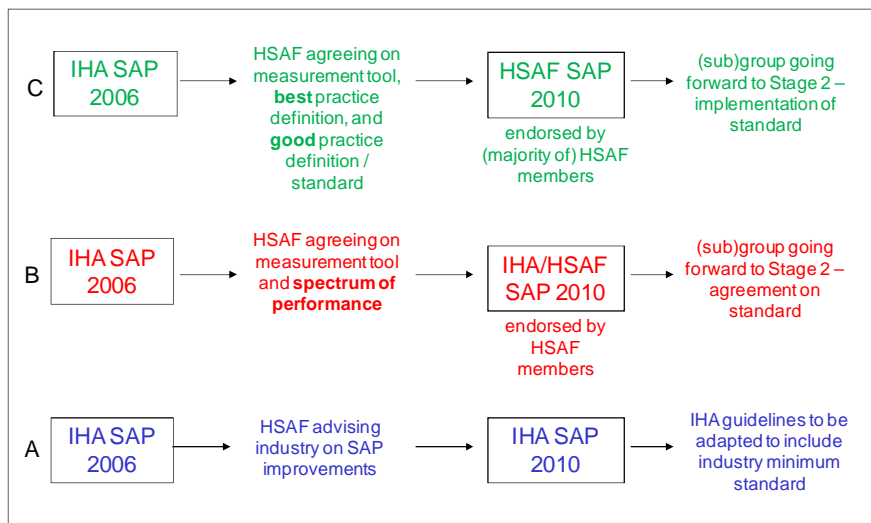 C
IHA SAP
2006
HSAF agreeing on
measurement tool,
best practice
definition, and
good practice
definition /
standard
HSAF SAP
2010
endorsed by
(majority of) HSAF
members
(sub)group going
forward to Stage 2 –
implementation of
standard
B
IHA SAP
2006
HSAF agreeing on
measurement tool
and spectrum of
performance
IHA/HSAF
SAP 2010
endorsed by
HSAF
members
(sub)group going
forward to Stage 2 –
agreement on
standard
A
IHA SAP
2006
HSAF advising
industry on SAP
improvements
IHA SAP
2010
IHA guidelines to be
adapted to include
industry minimum
standard